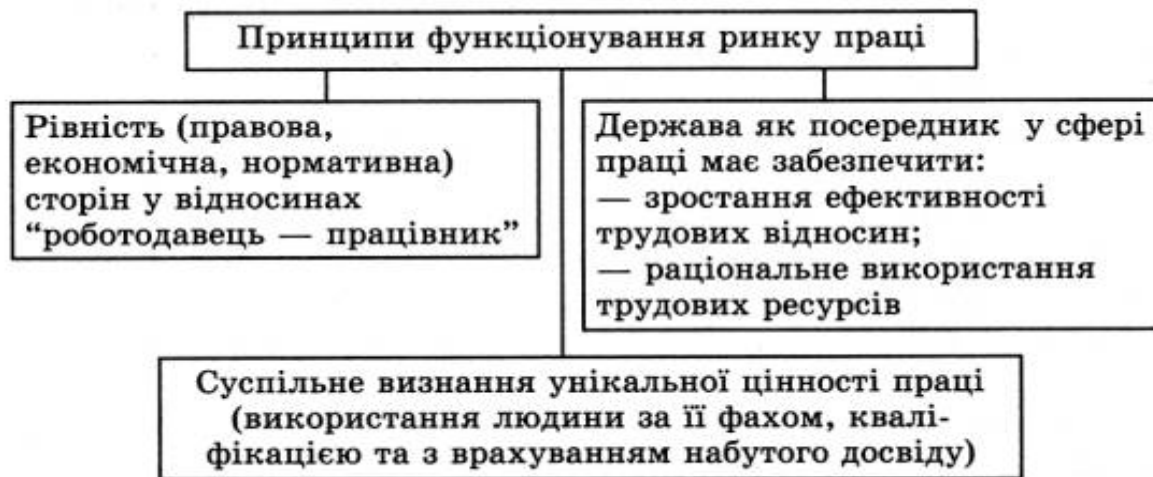 Принципи функціонування ринку праці
Рівність (правова,
економічна, нормативна)
сторін у відносинах
“роботодавець — працівник”
Держава як посередник у сфері
праці має забезпечити:
— зростання ефективності
трудових відносин;
— раціональне використання
трудових ресурсів
Суспільне визнання унікальної цінності праці
(використання людини за її фахом, квалі-
фікацією та з врахуванням набутого досвіду)